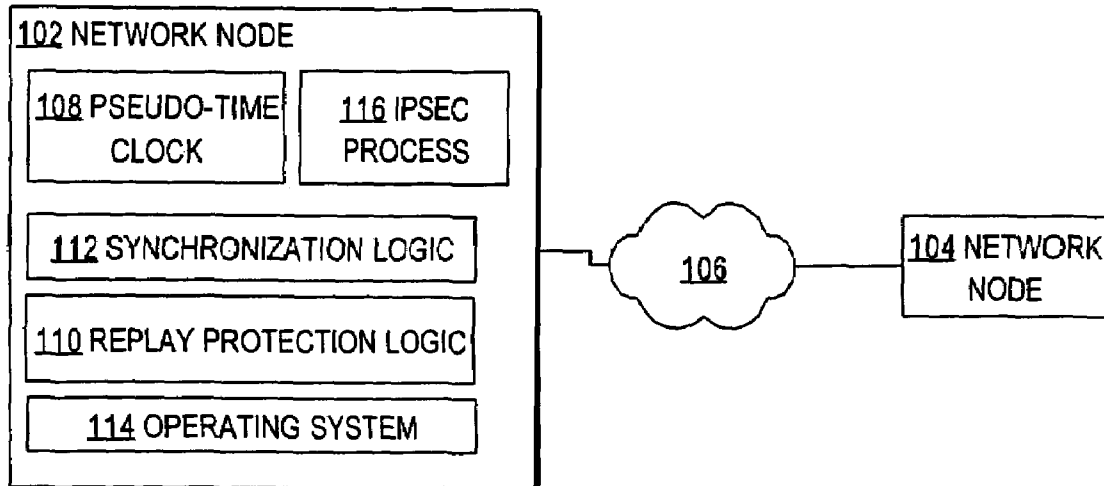 102 NETWORK NODE
108 PSEUDO-TIME
CLOCK
116 IPSEC
PROCESS
112 SYNCHRONIZATION LOGIC
110 REPLAY PROTECTION LOGIC
114 OPERATING SYSTEM
106
104 NETWORK
NODE